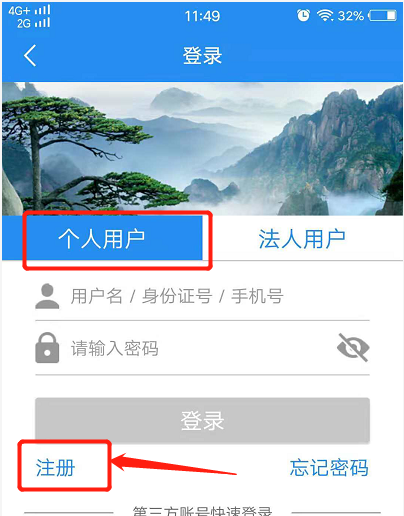 4G+ 11:49 32%
2G
登录
个人用户 法人用户
用户名 / 身份证号 / 手机号
请输入密码
登录
注册 忘记密码
第三方账号快速登录